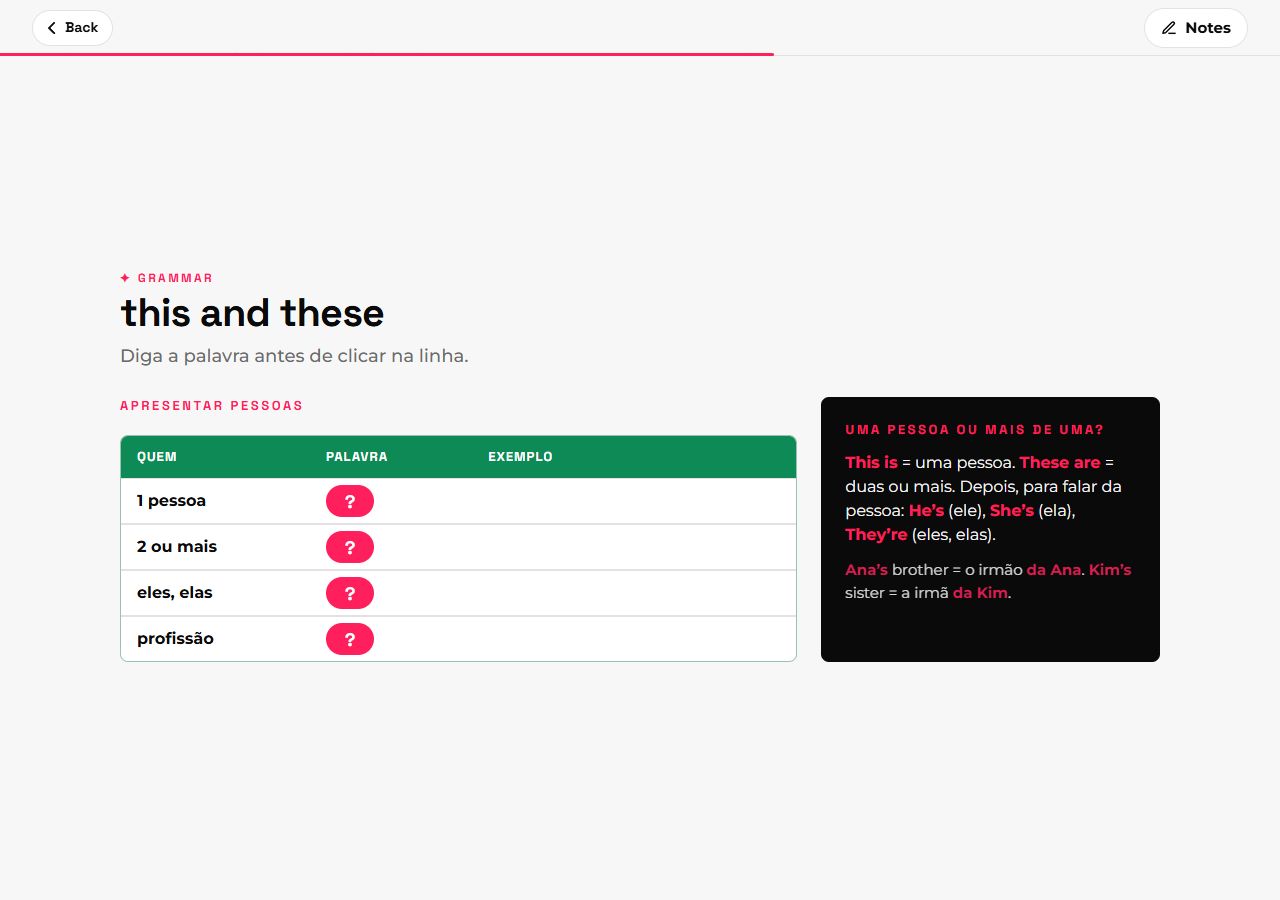 Back
Notes
✦ GRAMMAR
this and these
Diga a palavra antes de clicar na linha.
APRESENTAR PESSOAS
QUEM PALAVRA EXEMPLO
1 pessoa ?
2 ou mais ?
eles, elas ?
profissão ?
UMA PESSOA OU MAIS DE UMA?
This is = uma pessoa. These are =
duas ou mais. Depois, para falar da
pessoa: He’s (ele), She’s (ela),
They’re (eles, elas).
Ana’s brother = o irmão da Ana. Kim’s
sister = a irmã da Kim.